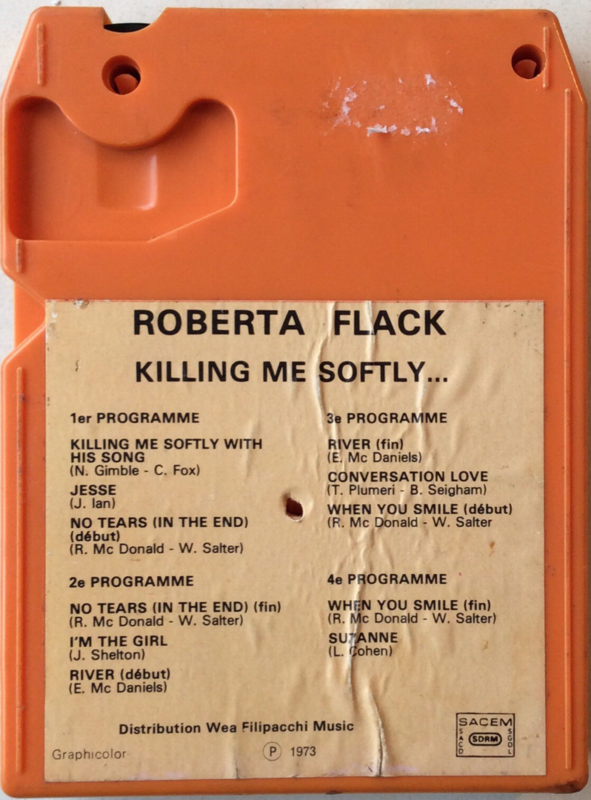 ROBERTA FLACK
KILLING ME SOFTLY...
1er PROGRAMME
KILLING ME SOFTLY WITH
HIS SONG
(N. Gimble - C. Fox)
JESSE
(J. Ian)
NO TEARS (IN THE END)
(début)
(R. Mc Donald - W. Salter)
2e PROGRAMME
NO TEARS (IN THE END) (fin)
(R. Mc Donald - W. Salter)
I'M THE GIRL
(J. Shelton)
RIVER (début)
(E. Mc Daniels)
3e PROGRAMME
RIVER (fin)
(E. Mc Daniels)
CONVERSATION LOVE
(T. Plumeri - B. Seigham)
WHEN YOU SMILE (début)
(R. Mc Donald - W. Salter
4e PROGRAMME
WHEN YOU SMILE (fin)
(R. Mc Donald - W. Salter)
SUZANNE
(L. Cohen)
Distribution Wea Filipacchi Music
Graphicolor
Ⓟ 1973
SACEM
SACD
SDRM
SGDL